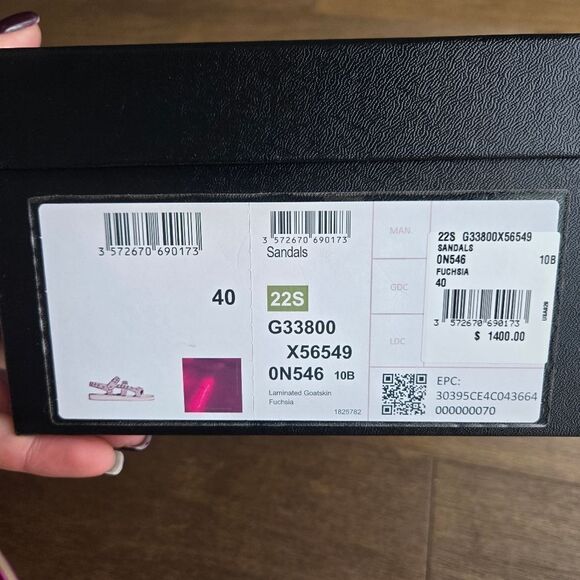 3 572670 690173
40
3 572670 690173
Sandals
22S
G33800
X56549
0N546 10B
Laminated Goatskin
Fuchsia
1825782
MAN
GDC
LDC
22S G33800X56549
SANDALS
0N546 10B
FUCHSIA
40
3 572670 690173
$ 1400.00
EPC:
30395CE4C043664
000000070